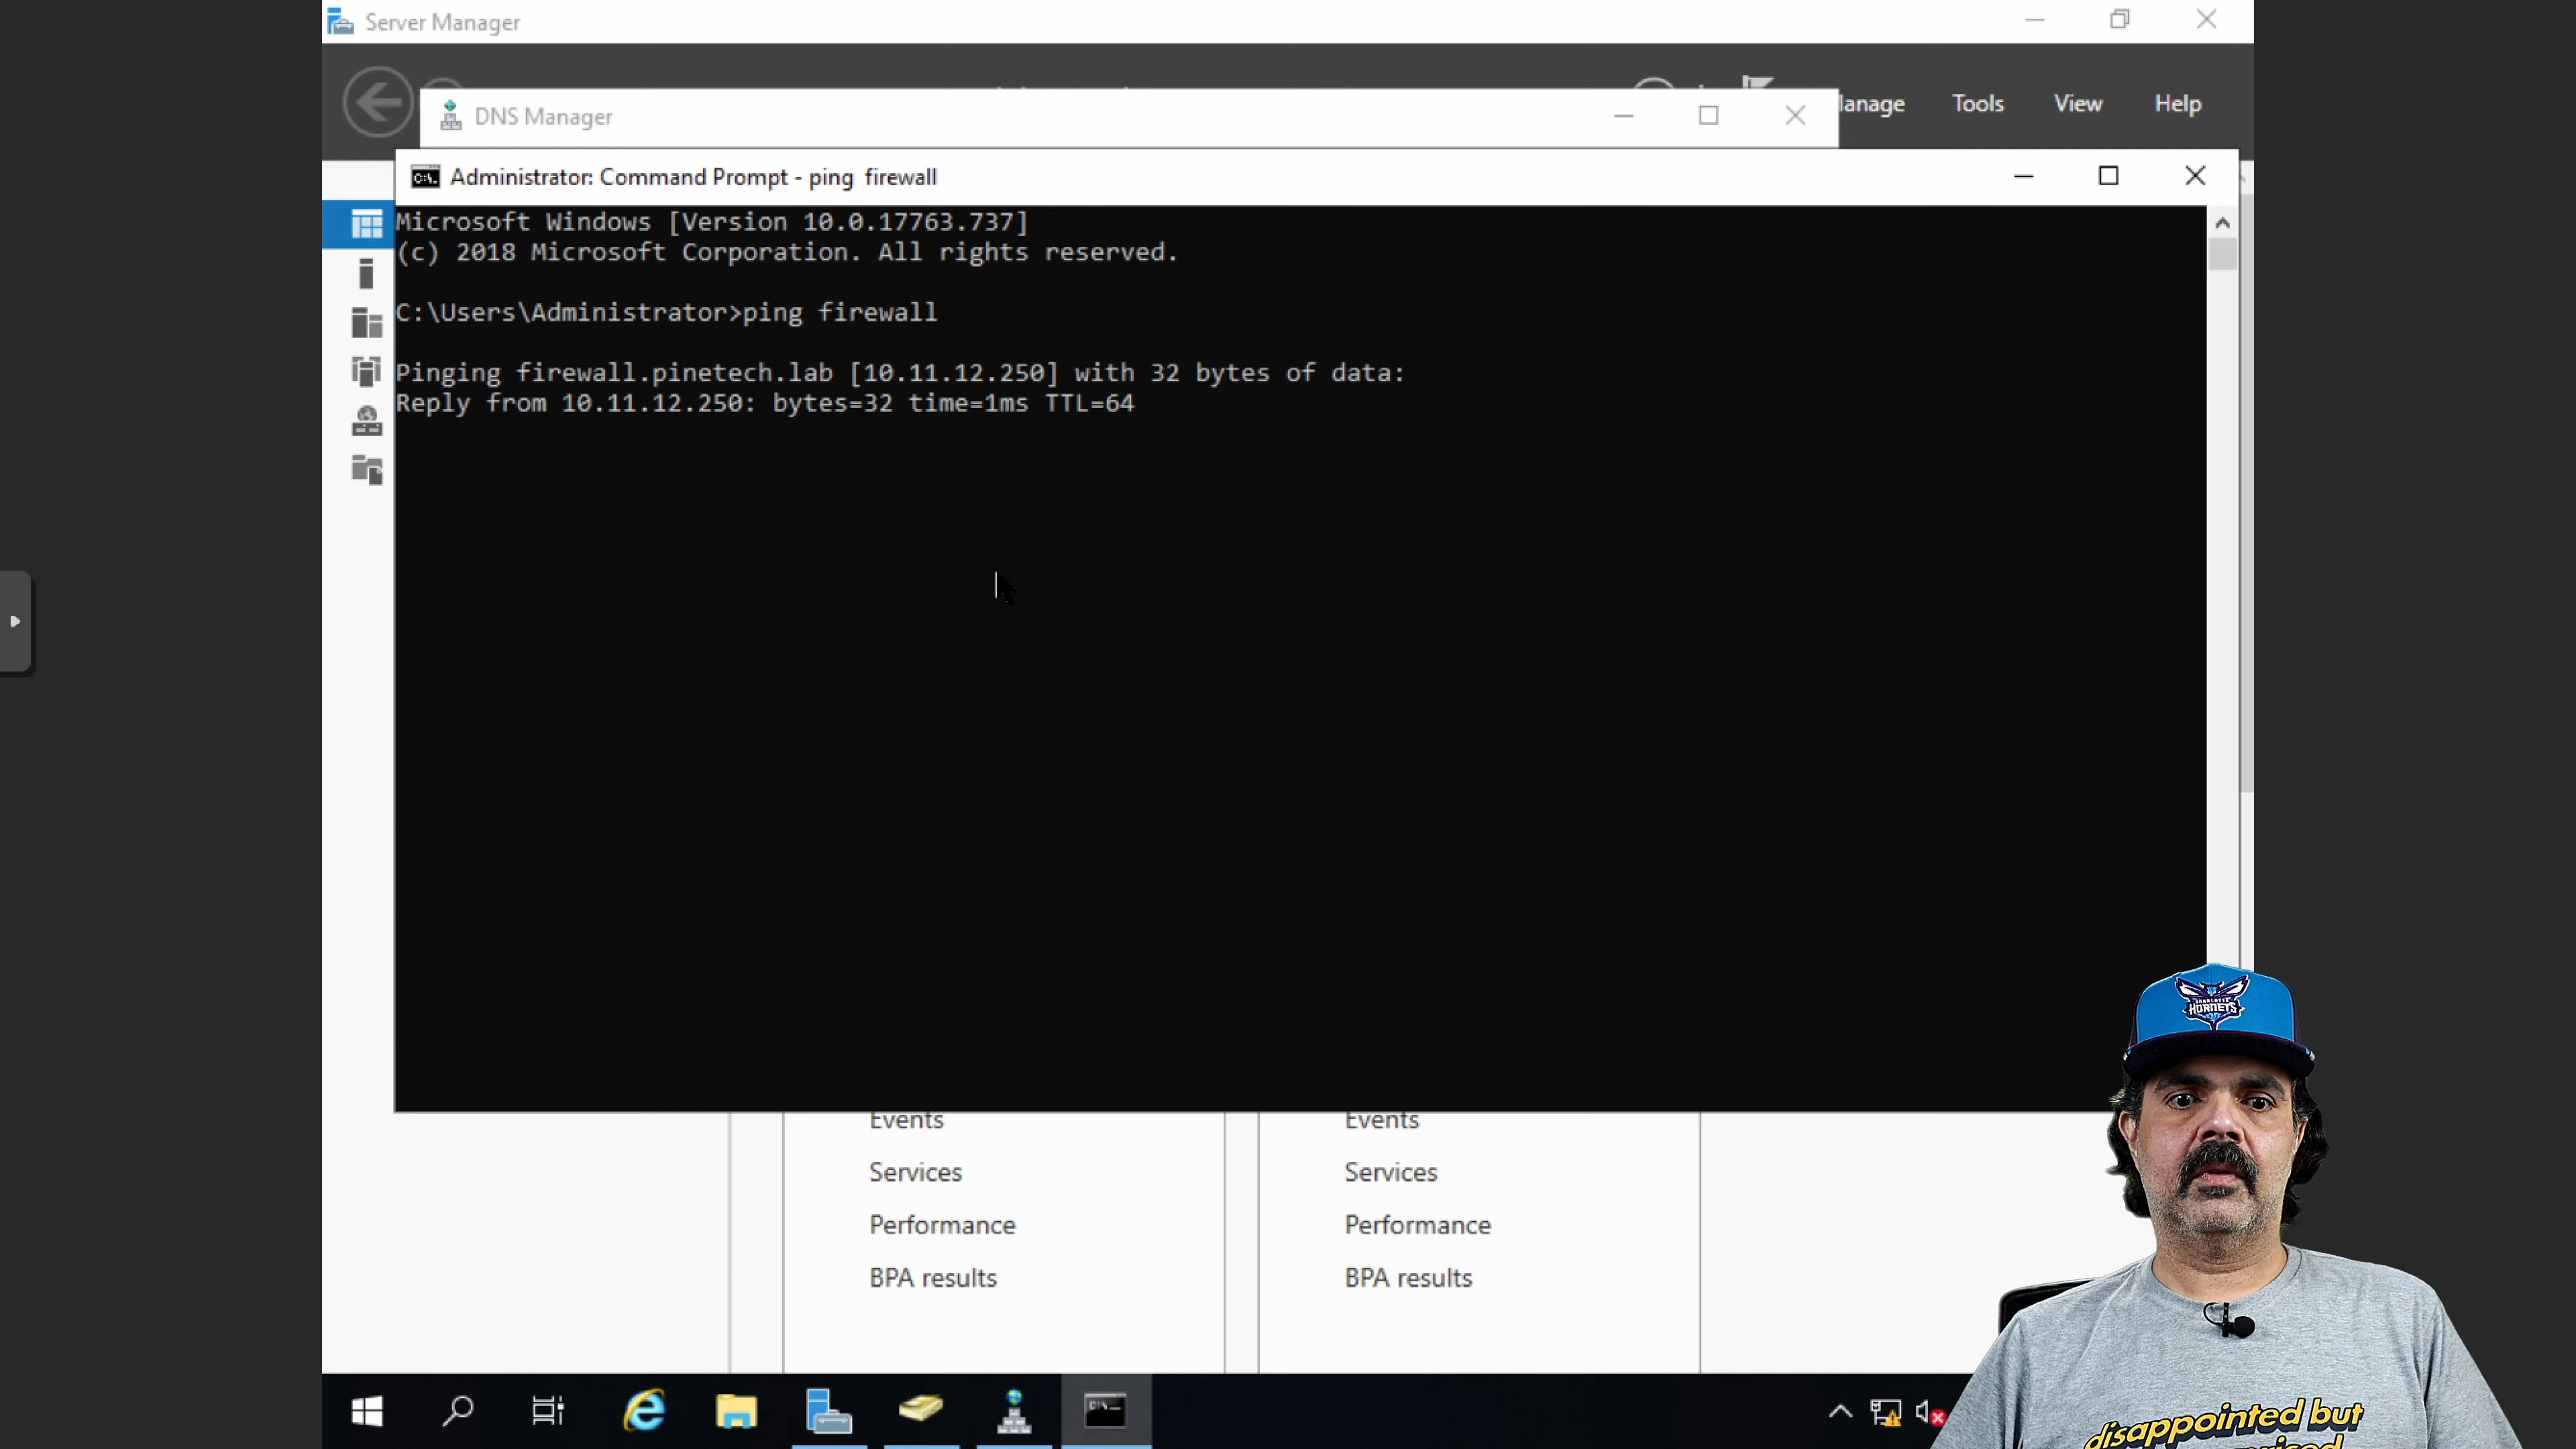 Server Manager
Manage Tools View Help
DNS Manager
Administrator: Command Prompt - ping  firewall
Microsoft Windows [Version 10.0.17763.737]
(c) 2018 Microsoft Corporation. All rights reserved.
C:\Users\Administrator>ping firewall
Pinging firewall.pinetech.lab [10.11.12.250] with 32 bytes of data:
Reply from 10.11.12.250: bytes=32 time=1ms TTL=64
Events Events
Services Services
Performance Performance
BPA results BPA results
CHARLOTTE
HORNETS
disappointed but